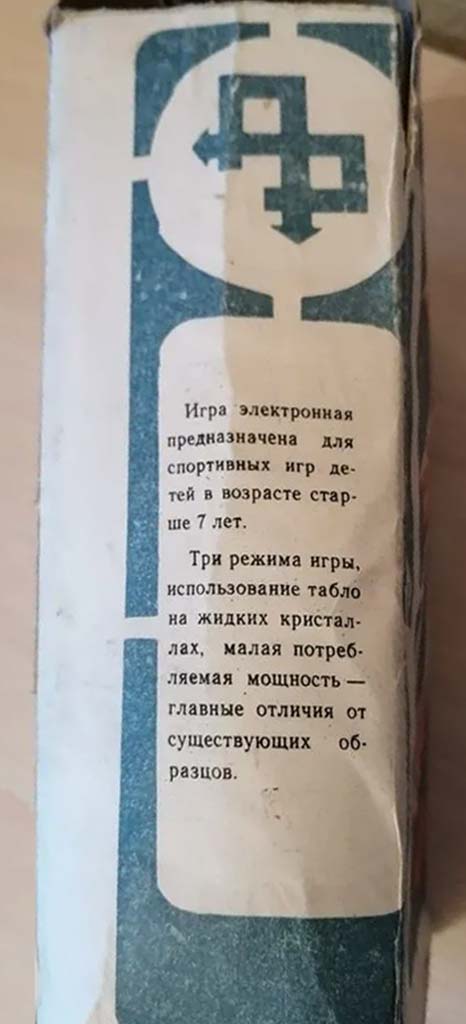 Игра электронная
предназначена для
спортивных игр де-
тей в возрасте стар-
ше 7 лет.
Три режима игры,
использование табло
на жидких кристал-
лах, малая потреб-
ляемая мощность —
главные отличия от
существующих об-
разцов.